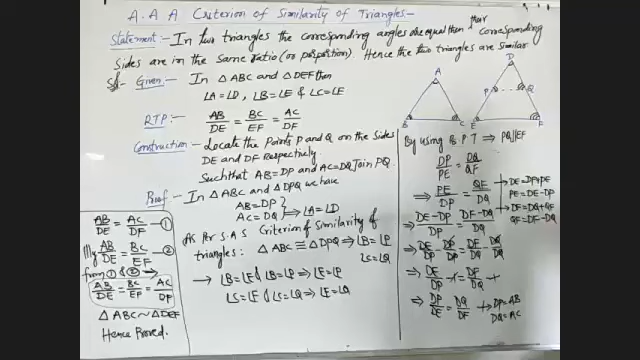 A.A.A Criterion of Similarity of Triangles:-
Statement:- In two triangles the corresponding angles are equal then their corresponding
sides are in the same ratio (or proportion). Hence the two triangles are similar
Sol Given:- In △ABC and △DEF then
∠A=∠D, ∠B=∠E & ∠C=∠F
RTP:- AB/DE = BC/EF = AC/DF
Construction:- Locate the Points P and Q on the Sides
DE and DF Respectively
Such that AB=DP and AC=DQ Join PQ.
Proof:- In △ABC and △DPQ we have
AB=DP
AC=DQ } ⇒ ∠A=∠D
As Per S.A.S Criterion of Similarity of
triangles: △ABC ≅ △DPQ ⇒ ∠B=∠P
∠C=∠Q
→ ∠B=∠E & ∠B=∠P ⇒ ∠E=∠P
∠C=∠F & ∠C=∠Q ⇒ ∠F=∠Q
AB/DE = AC/DF —①
lly AB/DE = BC/EF —②
from ① & ② ⇒
AB/DE = BC/EF = AC/DF
△ABC ~ △DEF
Hence Proved.
A
B C
D
P Q
E F
By using B.P.T ⇒ PQ∥EF
DP/PE = DQ/QF
⇒ PE/DP = QF/DQ
→ DE=DP+PE
PE=DE-DP
→ DF=DQ+QF
QF=DF-DQ
⇒ DE-DP/DP = DF-DQ/DQ
⇒ DE/DP - DP/DP = DF/DQ - DQ/DQ
⇒ DE/DP - 1 = DF/DQ - 1
⇒ DP/DE = DQ/DF → DP=AB
DQ=AC